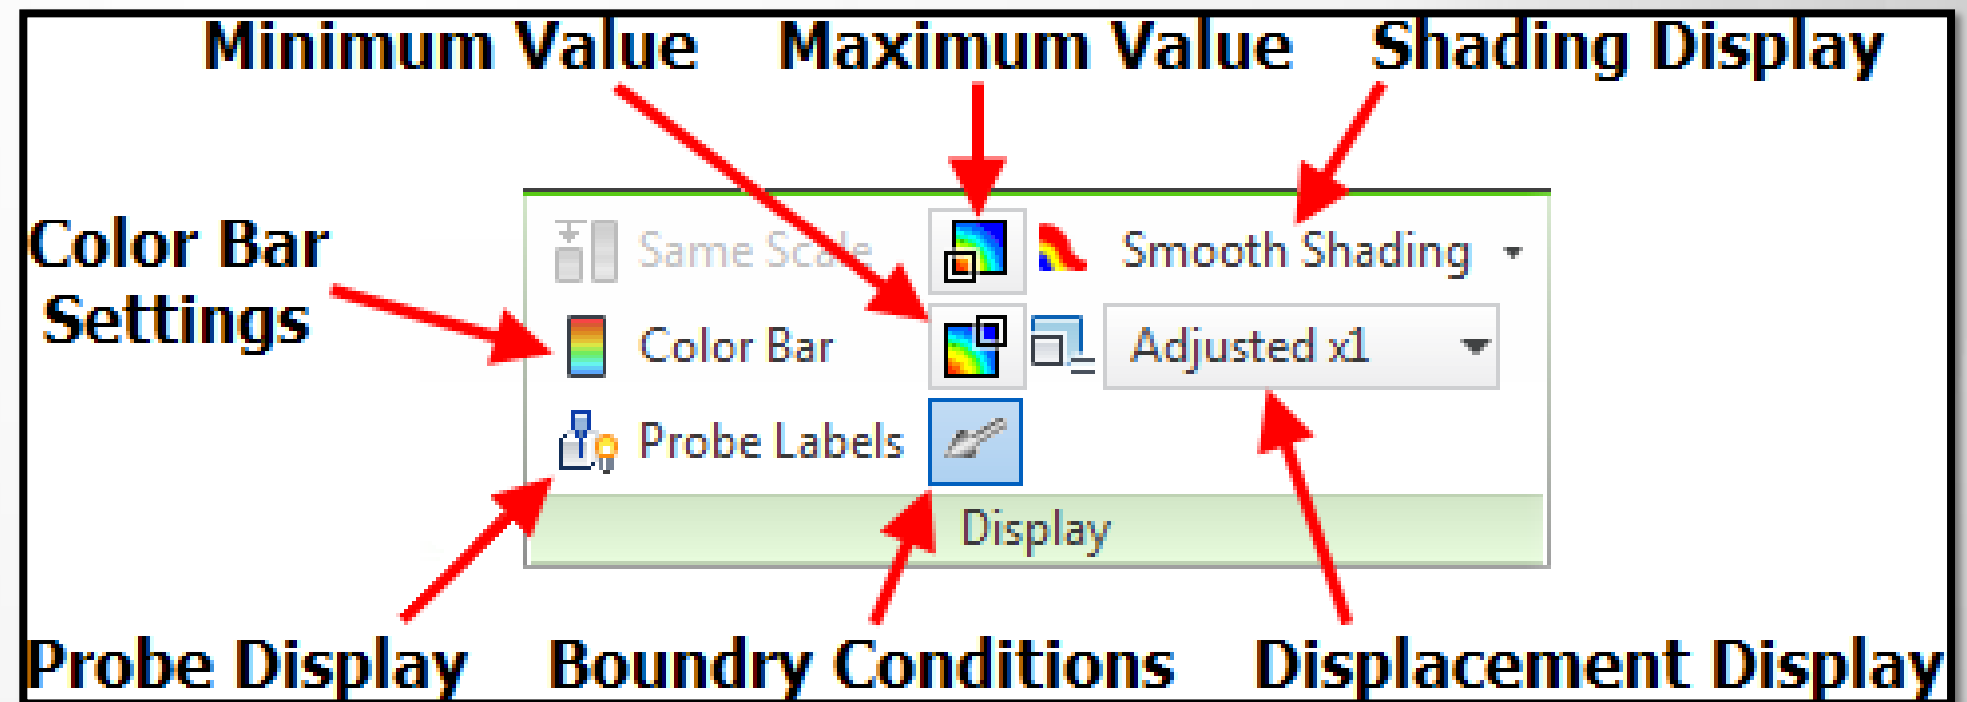 Minimum Value Maximum Value Shading Display
Color Bar
Settings
Same Scale Smooth Shading
Color Bar Adjusted x1
Probe Labels
Display
Probe Display Boundry Conditions Displacement Display